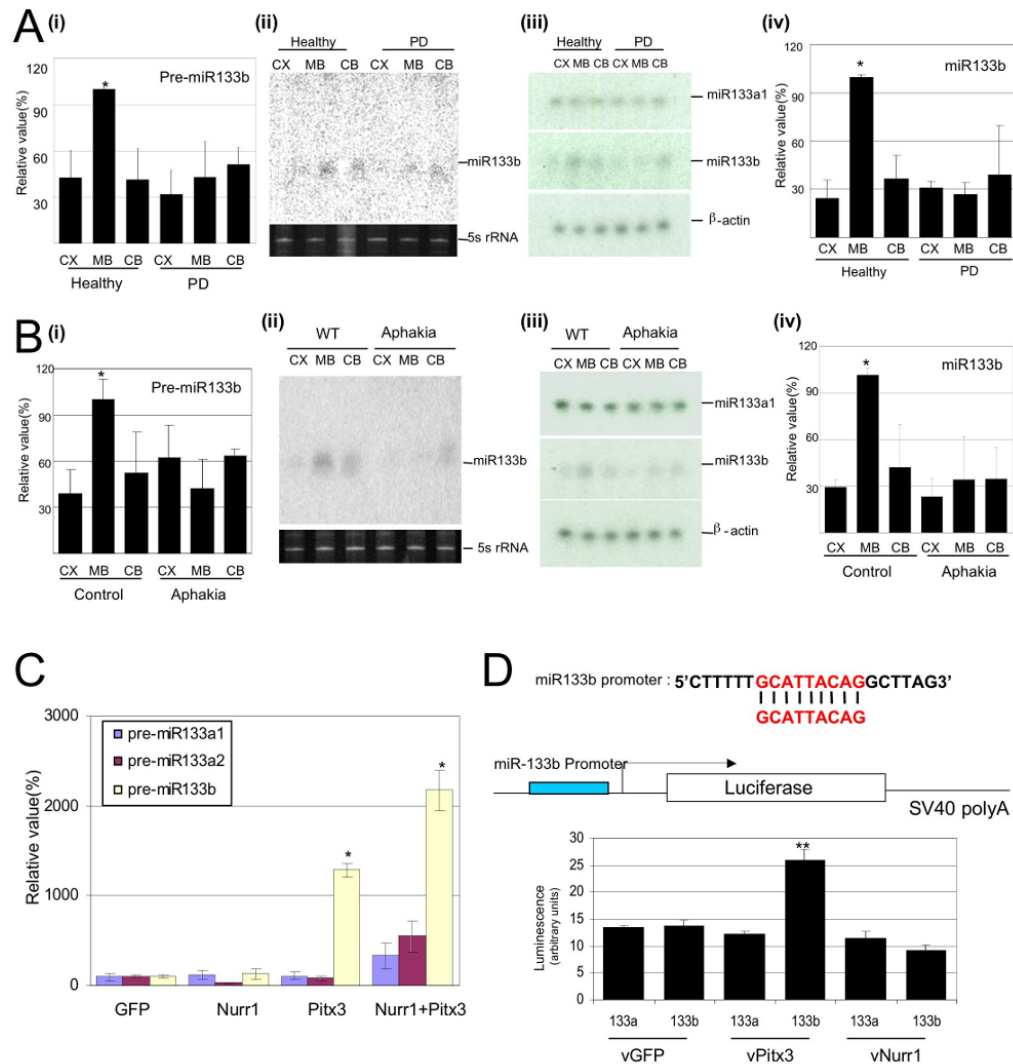 A
(i)
Pre-miR133b
Relative value(%)
120
90
60
30
*
CX MB CB CX MB CB
Healthy PD
(ii)
Healthy PD
CX MB CB CX MB CB
miR133b
5s rRNA
(iii)
Healthy PD
CX MB CB CX MB CB
miR133a1
miR133b
β-actin
(iv)
miR133b
Relative value(%)
120
90
60
30
0
*
CX MB CB CX MB CB
Healthy PD
B
(i)
Pre-miR133b
Relative value(%)
120
90
60
30
*
CX MB CB CX MB CB
Control Aphakia
(ii)
WT Aphakia
CX MB CB CX MB CB
miR133b
5s rRNA
(iii)
WT Aphakia
CX MB CB CX MB CB
miR133a1
miR133b
β-actin
(iv)
miR133b
Relative value(%)
120
90
60
30
0
*
CX MB CB CX MB CB
Control Aphakia
C
Relative value(%)
3000
2000
1000
0
pre-miR133a1
pre-miR133a2
pre-miR133b
*
*
GFP Nurr1 Pitx3 Nurr1+Pitx3
D
miR133b promoter : 5’CTTTTTGCATTACAGGCTTAG3’
GCATTACAG
miR-133b Promoter
Luciferase
SV40 polyA
Luminescence
(arbitrary units)
30
25
20
15
10
5
0
**
133a 133b 133a 133b 133a 133b
vGFP vPitx3 vNurr1